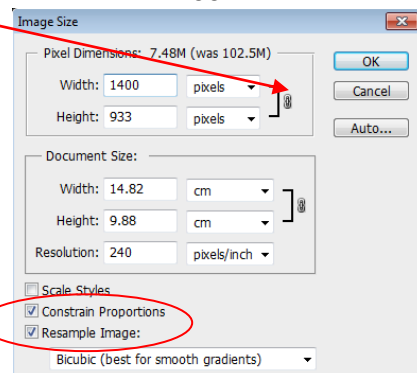 Image Size
Pixel Dimensions: 7.48M (was 102.5M)
OK
Width: 1400 pixels
Cancel
Height: 933 pixels
Auto...
Document Size:
Width: 14.82 cm
Height: 9.88 cm
Resolution: 240 pixels/inch
Scale Styles
Constrain Proportions
Resample Image:
Bicubic (best for smooth gradients)